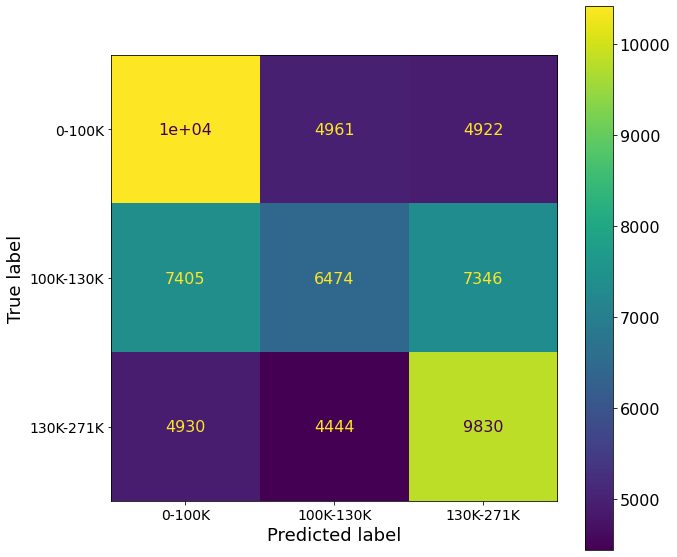 0-100K 1e+04 4961 4922
100K-130K 7405 6474 7346
130K-271K 4930 4444 9830
0-100K 100K-130K 130K-271K
Predicted label
True label
10000
9000
8000
7000
6000
5000